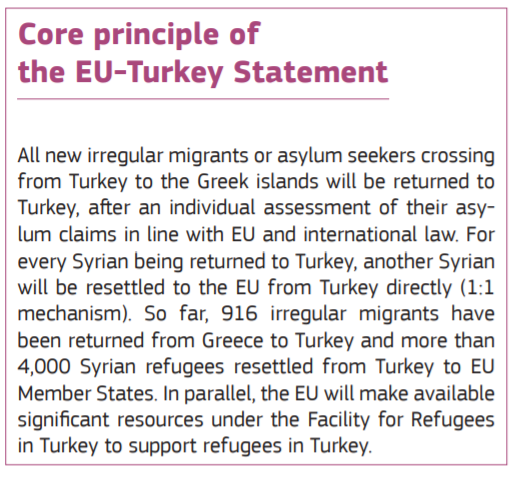 Core principle of
the EU-Turkey Statement
All new irregular migrants or asylum seekers crossing
from Turkey to the Greek islands will be returned to
Turkey, after an individual assessment of their asy-
lum claims in line with EU and international law. For
every Syrian being returned to Turkey, another Syrian
will be resettled to the EU from Turkey directly (1:1
mechanism). So far, 916 irregular migrants have
been returned from Greece to Turkey and more than
4,000 Syrian refugees resettled from Turkey to EU
Member States. In parallel, the EU will make available
significant resources under the Facility for Refugees
in Turkey to support refugees in Turkey.